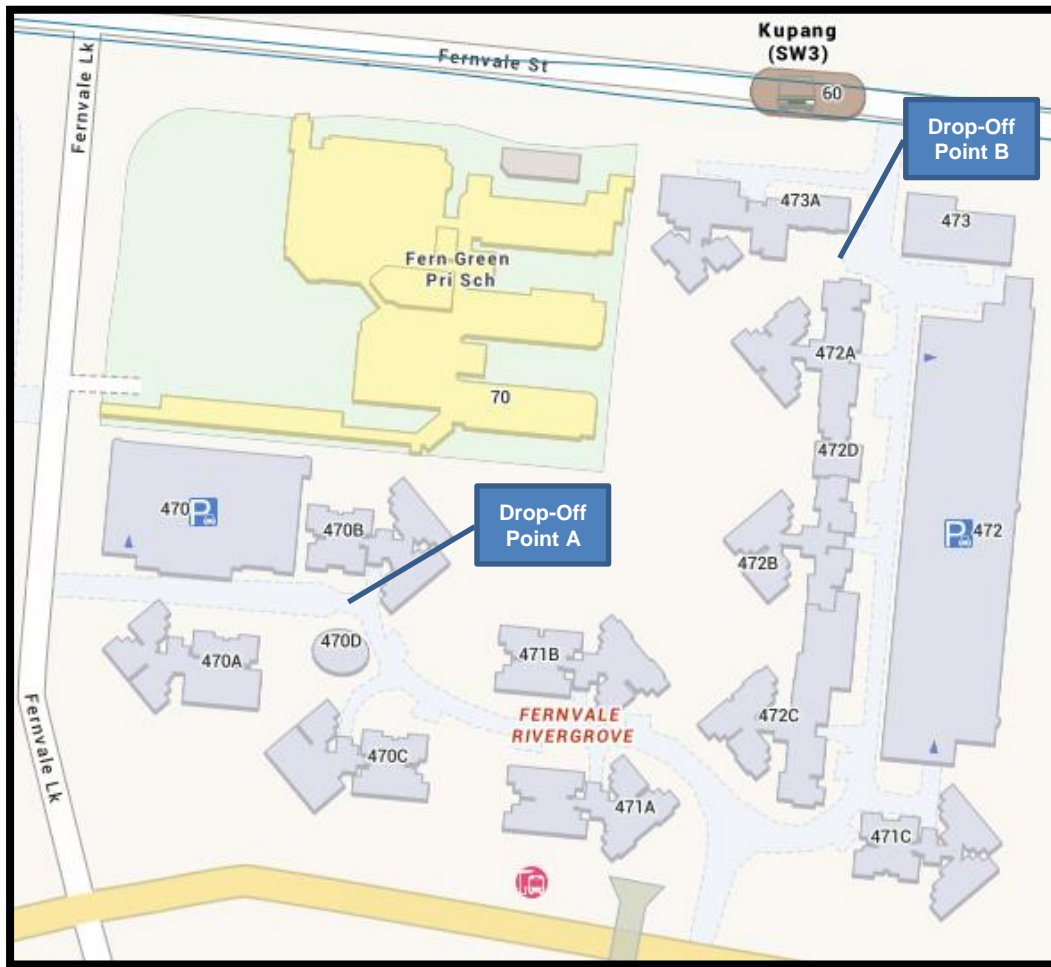 Fernvale Lk
Fernvale St
Kupang
(SW3)
60
Drop-Off
Point B
473A
473
Fern Green
Pri Sch
472A
70
472D
470
P
470B
Drop-Off
Point A
472B
P
472
470D
470A
471B
Fernvale Lk
FERNVALE
RIVERGROVE
472C
470C
471A
471C